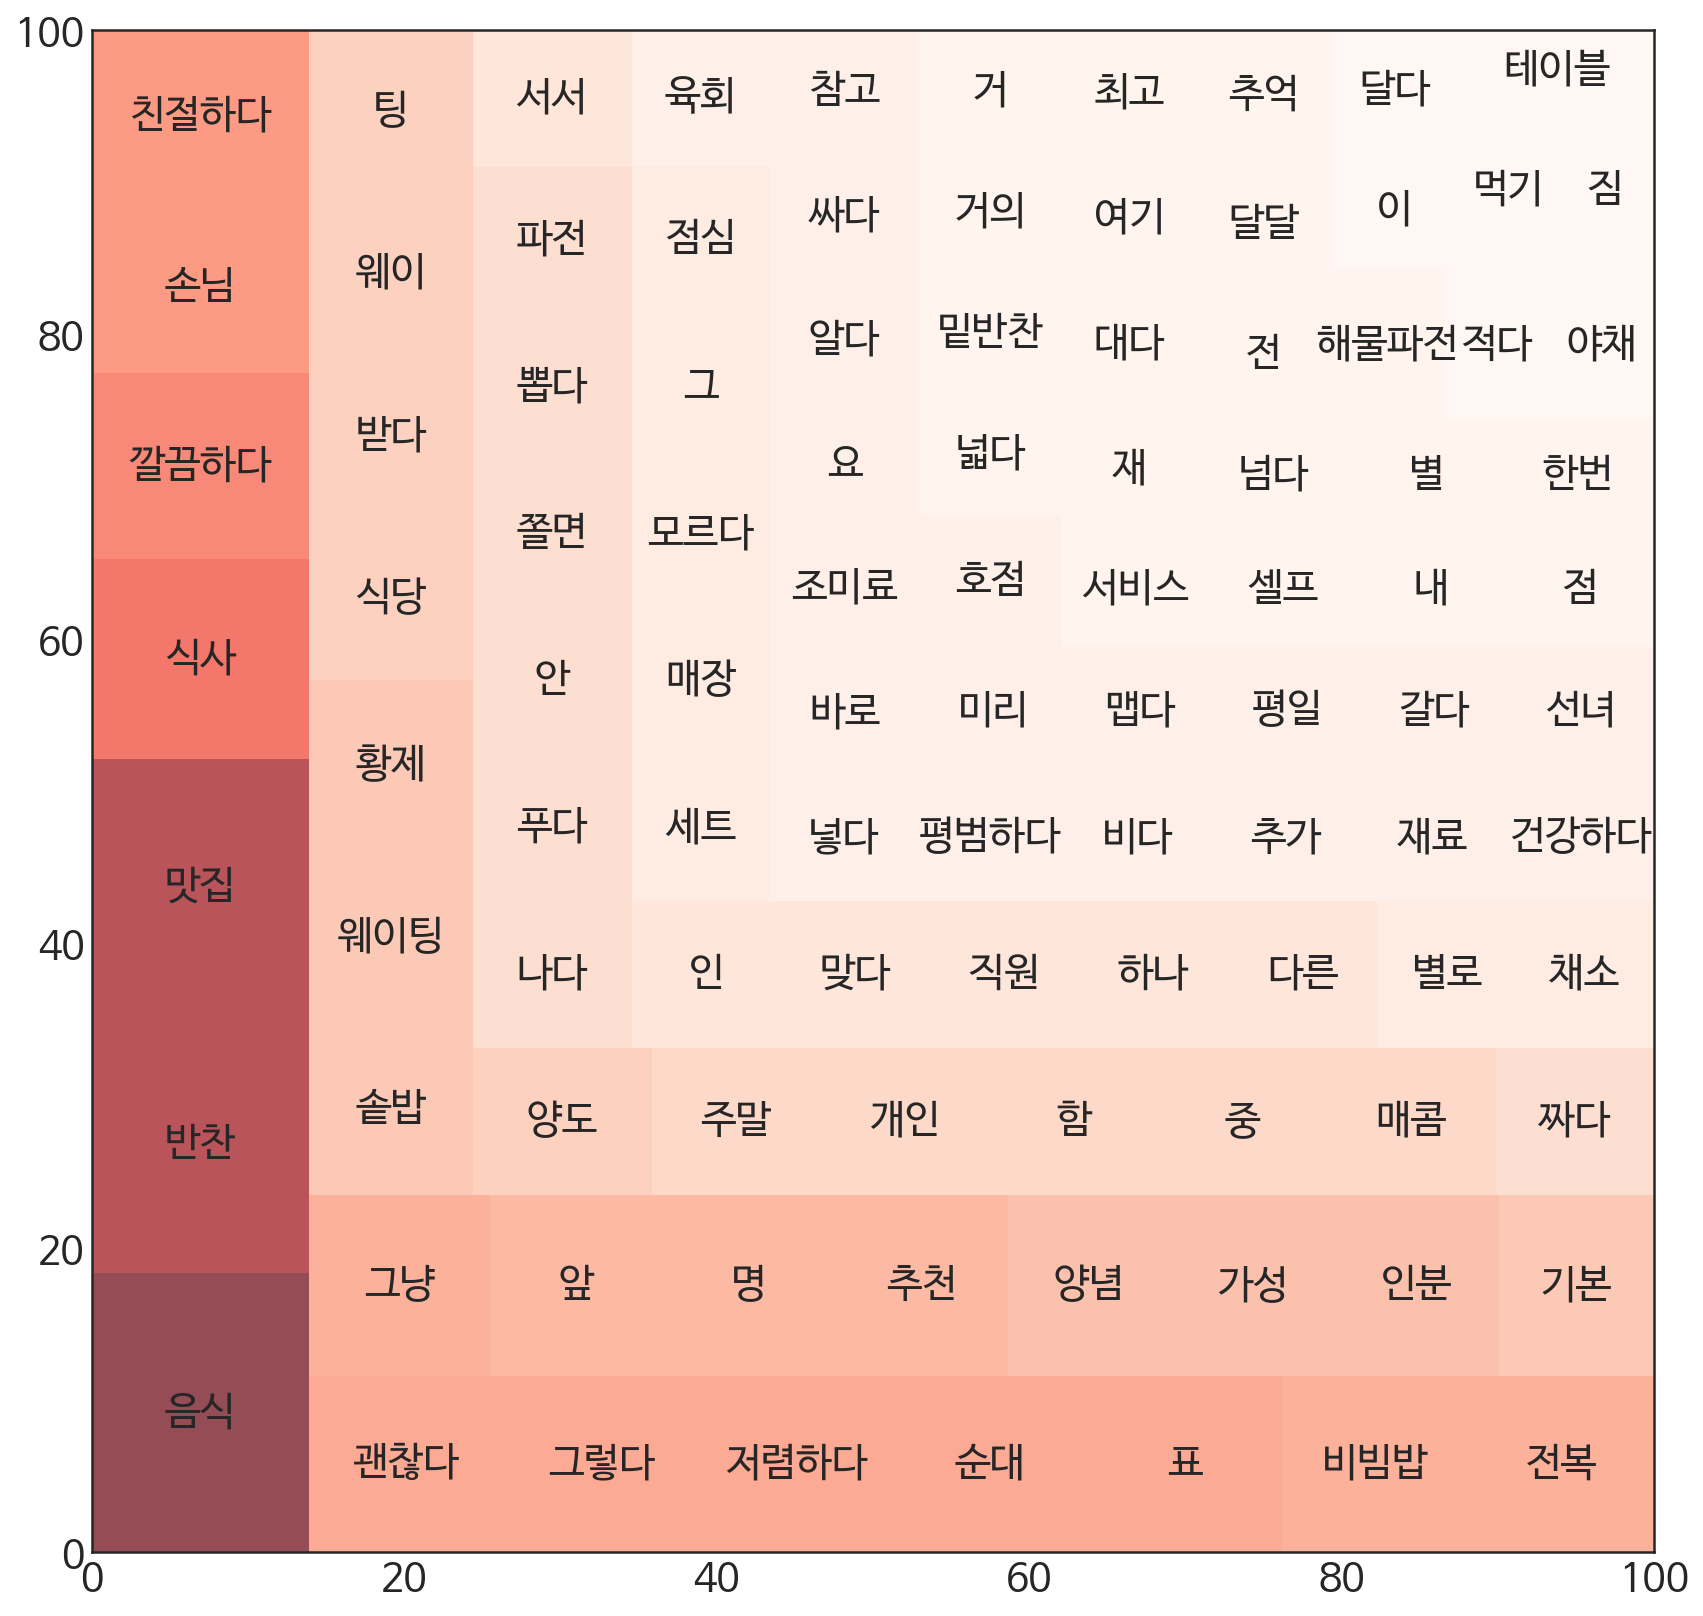 100
친절하다 팅 서서 육회 참고 거 최고 추억 달다 테이블
손님 웨이 파전 점심 싸다 거의 여기 달달 이 먹기 짐
80
받다 뽑다 그 알다 밑반찬 대다 전 해물파전 적다 야채
깔끔하다 쫄면 모르다 요 넓다 재 넘다 별 한번
60
식사 식당 안 매장 조미료 호점 서비스 셀프 내 점
황제 바로 미리 맵다 평일 갈다 선녀
맛집 푸다 세트 넣다 평범하다 비다 추가 재료 건강하다
40
웨이팅 나다 인 맞다 직원 하나 다른 별로 채소
반찬 솥밥 양도 주말 개인 함 중 매콤 짜다
20
그냥 앞 명 추천 양념 가성 인분 기본
음식 괜찮다 그렇다 저렴하다 순대 표 비빔밥 전복
0
0 20 40 60 80 100